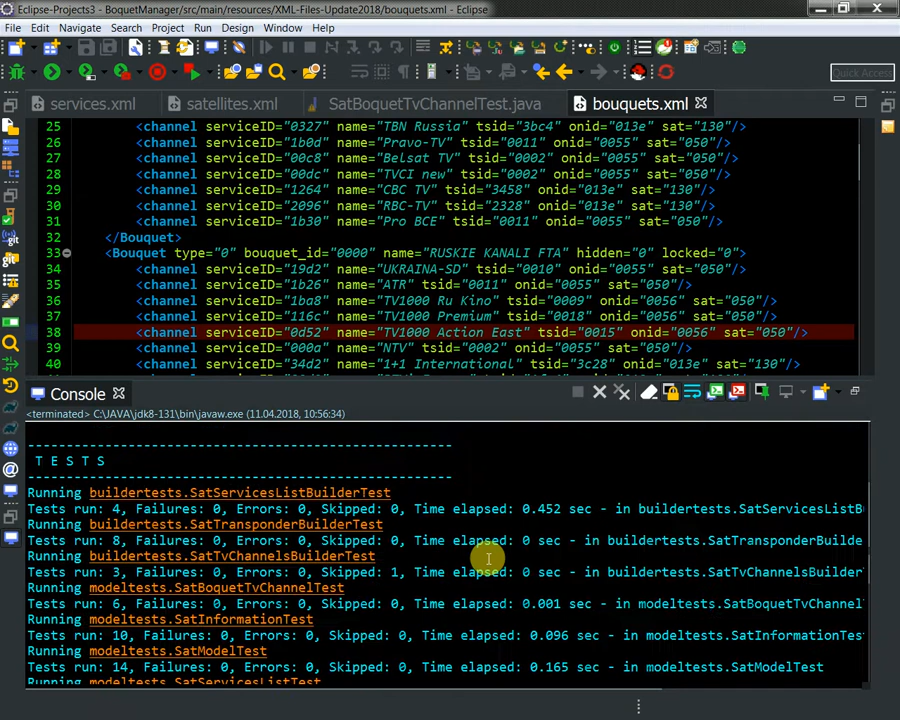 Eclipse-Projects3 - BoquetManager/src/main/resources/XML-Files-Update2018/bouquets.xml - Eclipse
File Edit Navigate Search Project Run Design Window Help
Quick Access
services.xml satellites.xml SatBoquetTvChannelTest.java bouquets.xml
25 <channel serviceID="0327" name="TBN Russia" tsid="3bc4" onid="013e" sat="130"/>
26 <channel serviceID="1b0d" name="Pravo-TV" tsid="0011" onid="0055" sat="050"/>
27 <channel serviceID="00c8" name="Belsat TV" tsid="0002" onid="0055" sat="050"/>
28 <channel serviceID="00dc" name="TVCI new" tsid="0002" onid="0055" sat="050"/>
29 <channel serviceID="1264" name="CBC TV" tsid="3458" onid="013e" sat="130"/>
30 <channel serviceID="2096" name="RBC-TV" tsid="2328" onid="013e" sat="130"/>
31 <channel serviceID="1b30" name="Pro BCE" tsid="0011" onid="0055" sat="050"/>
32 </Bouquet>
33 <Bouquet type="0" bouquet_id="0000" name="RUSKIE KANALI FTA" hidden="0" locked="0">
34 <channel serviceID="19d2" name="UKRAINA-SD" tsid="0010" onid="0055" sat="050"/>
35 <channel serviceID="1b26" name="ATR" tsid="0011" onid="0055" sat="050"/>
36 <channel serviceID="1ba8" name="TV1000 Ru Kino" tsid="0009" onid="0056" sat="050"/>
37 <channel serviceID="116c" name="TV1000 Premium" tsid="0018" onid="0056" sat="050"/>
38 <channel serviceID="0d52" name="TV1000 Action East" tsid="0015" onid="0056" sat="050"/>
39 <channel serviceID="000a" name="NTV" tsid="0002" onid="0055" sat="050"/>
40 <channel serviceID="34d2" name="1+1 International" tsid="3c28" onid="013e" sat="130"/>
Console
<terminated> C:\JAVA\jdk8-131\bin\javaw.exe (11.04.2018, 10:56:34)
-------------------------------------------------------
T E S T S
-------------------------------------------------------
Running buildertests.SatServicesListBuilderTest
Tests run: 4, Failures: 0, Errors: 0, Skipped: 0, Time elapsed: 0.452 sec - in buildertests.SatServicesListB
Running buildertests.SatTransponderBuilderTest
Tests run: 8, Failures: 0, Errors: 0, Skipped: 0, Time elapsed: 0 sec - in buildertests.SatTransponderBuilde
Running buildertests.SatTvChannelsBuilderTest
Tests run: 3, Failures: 0, Errors: 0, Skipped: 1, Time elapsed: 0 sec - in buildertests.SatTvChannelsBuilder
Running modeltests.SatBoquetTvChannelTest
Tests run: 6, Failures: 0, Errors: 0, Skipped: 0, Time elapsed: 0.001 sec - in modeltests.SatBoquetTvChannel
Running modeltests.SatInformationTest
Tests run: 10, Failures: 0, Errors: 0, Skipped: 0, Time elapsed: 0.096 sec - in modeltests.SatInformationTes
Running modeltests.SatModelTest
Tests run: 14, Failures: 0, Errors: 0, Skipped: 0, Time elapsed: 0.165 sec - in modeltests.SatModelTest
Running modeltests.SatServicesListTest